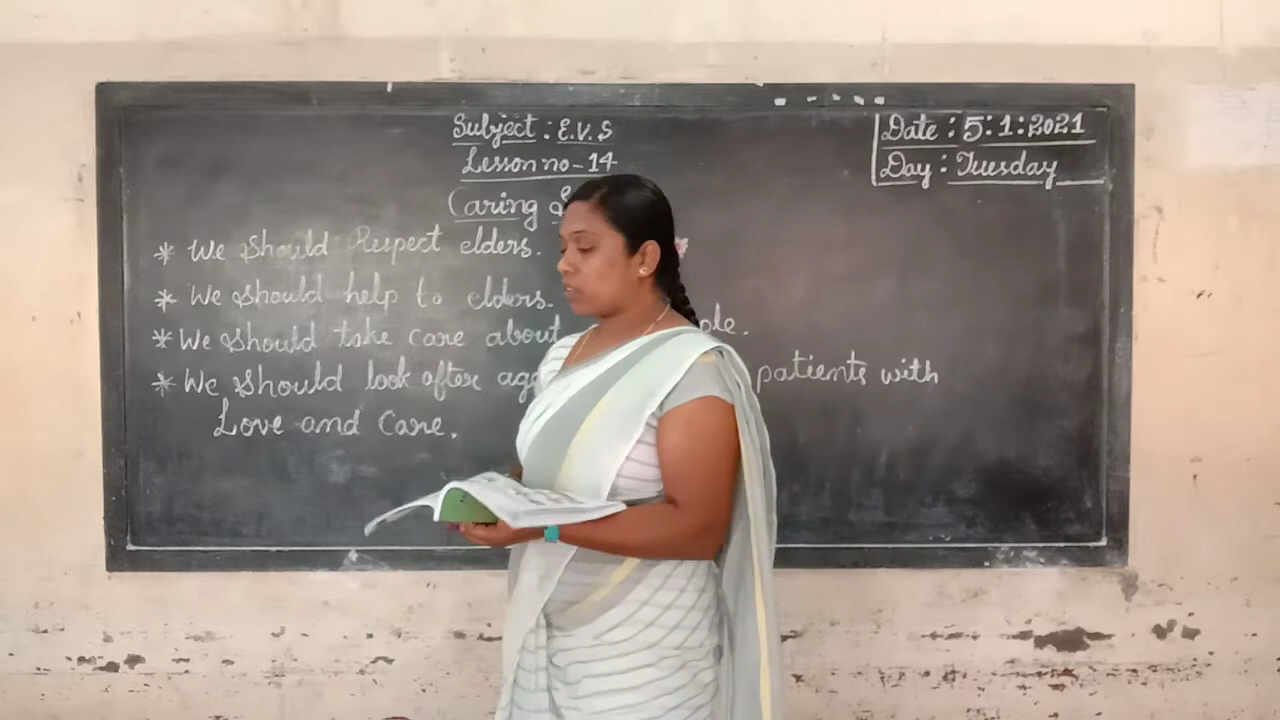 Subject : E.V.S
Lesson no - 14
Caring
Date : 5:1:2021
Day : Tuesday
* We Should Respect elders.
* We Should help to elders.
* We Should take care about
* We Should look after patients with
Love and Care.